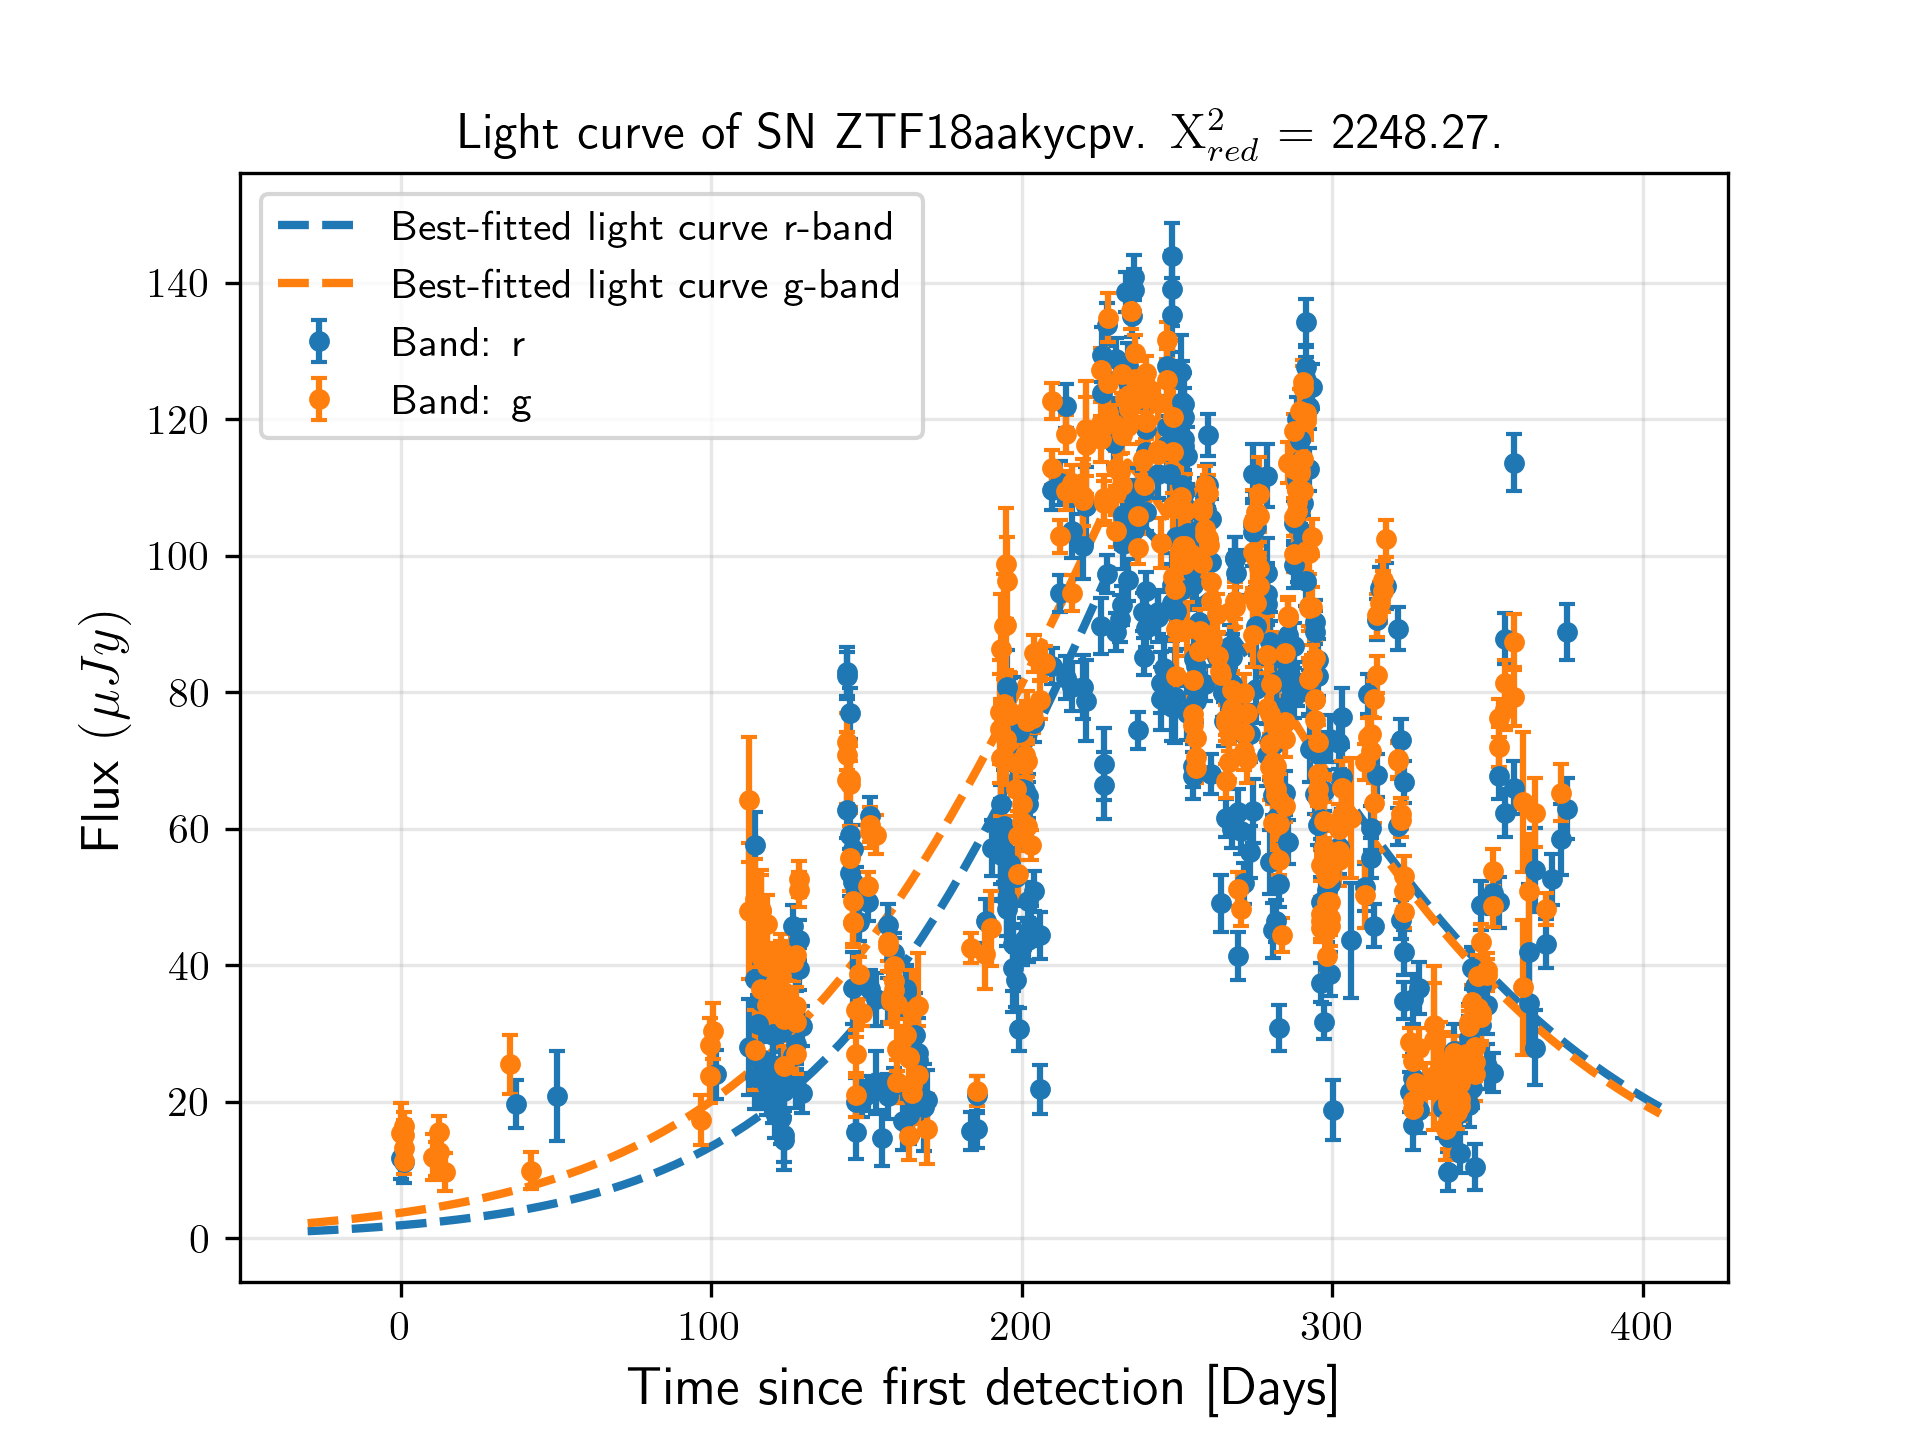 Light curve of SN ZTF18aakycpv. X²_red = 2248.27.
Best-fitted light curve r-band
Best-fitted light curve g-band
Band: r
Band: g
140
120
100
80
60
40
20
0
Flux (μJy)
0 100 200 300 400
Time since first detection [Days]